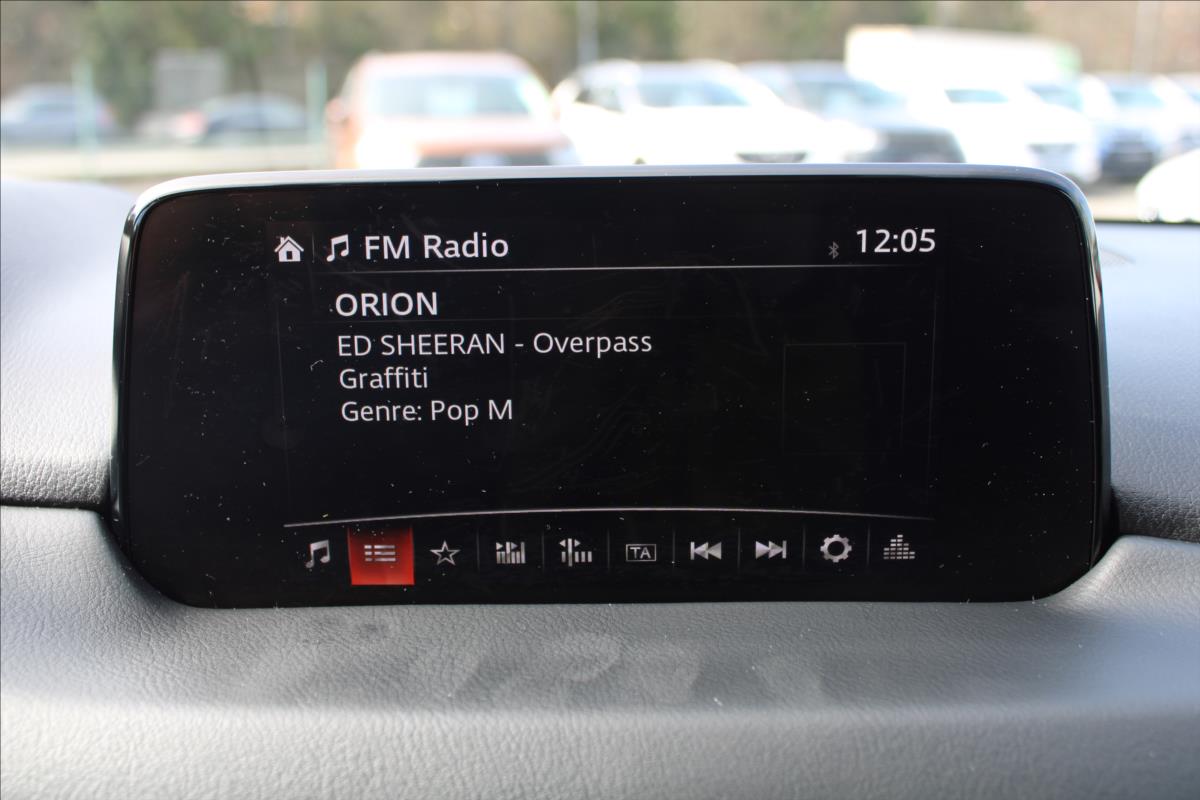 FM Radio
12:05
ORION
ED SHEERAN - Overpass
Graffiti
Genre: Pop M
TA